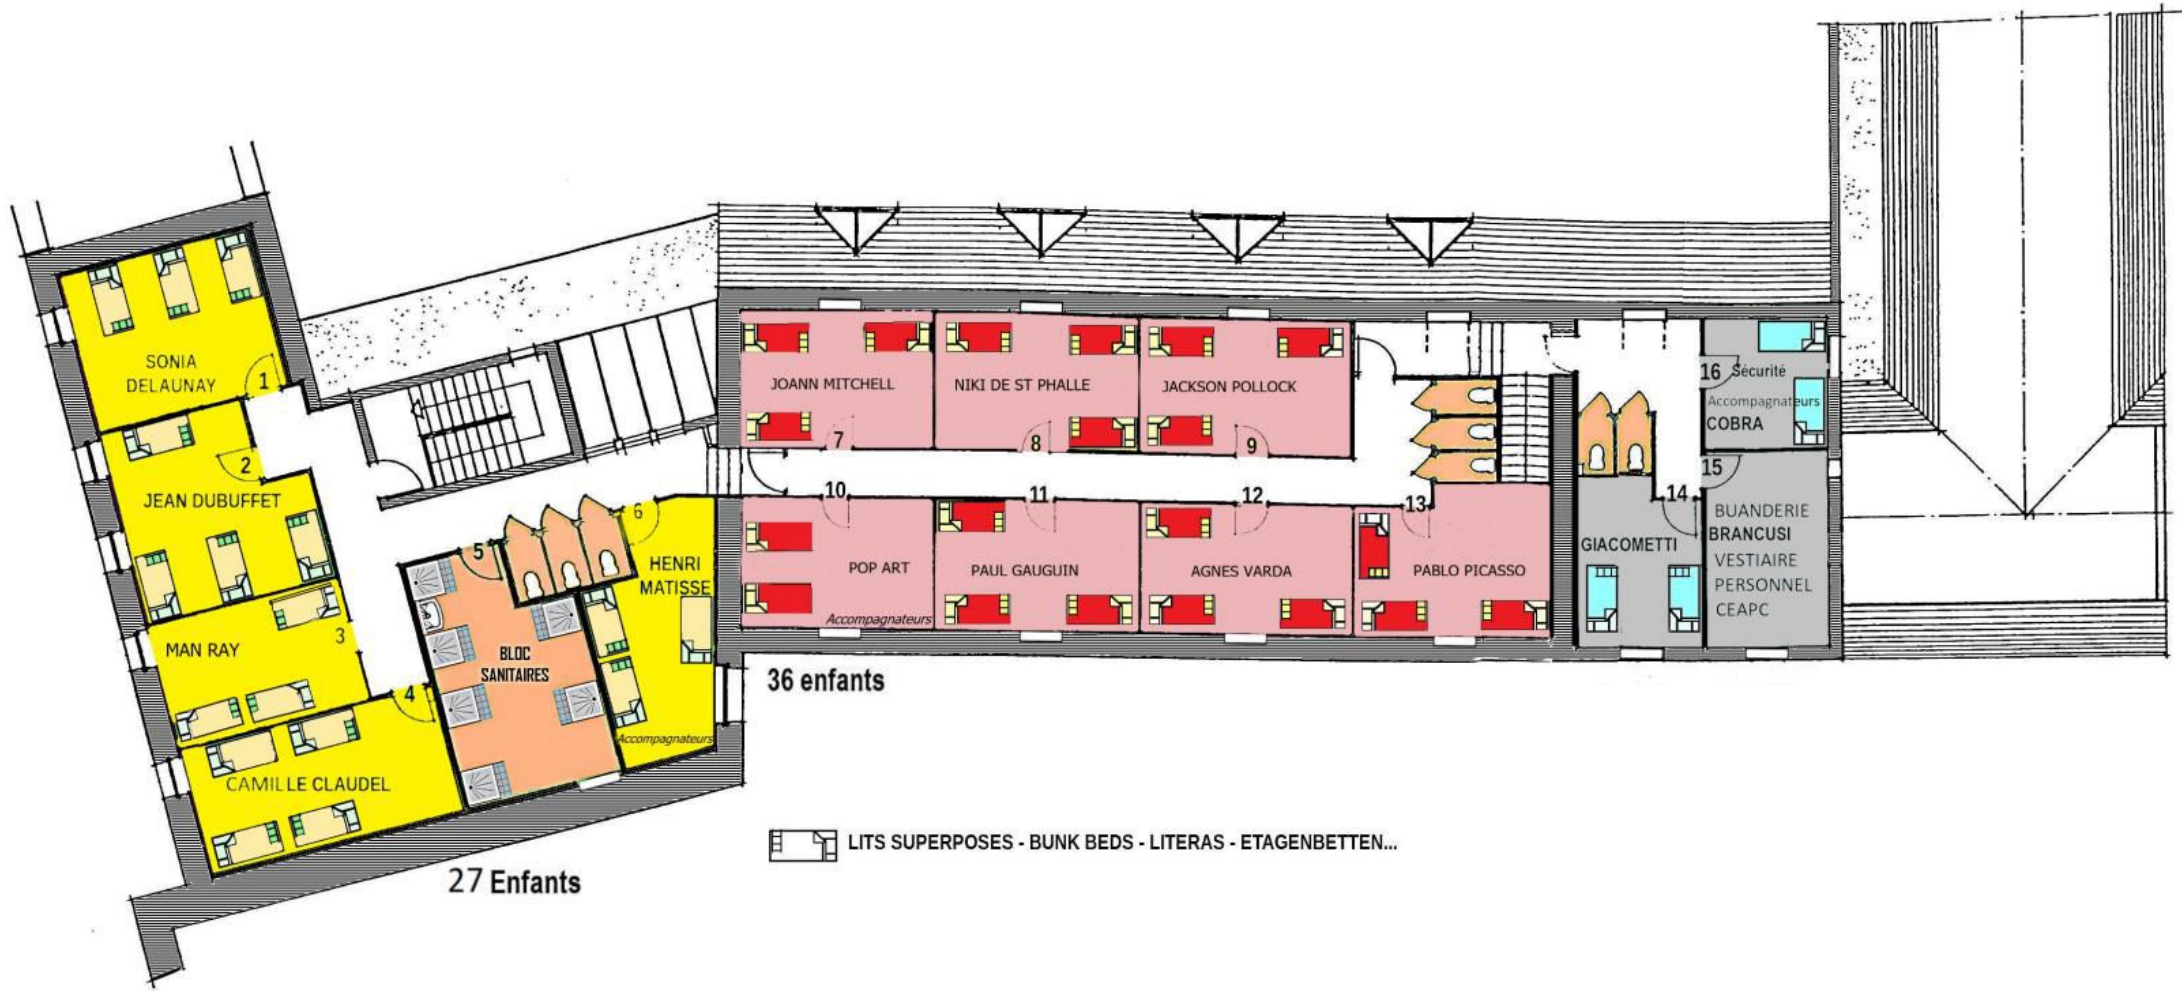 SONIA
DELAUNAY
1
2
JEAN DUBUFFET
3
MAN RAY
4
CAMILLE CLAUDEL
5
BLOC
SANITAIRES
6
HENRI
MATISSE
Accompagnateurs
27 Enfants
JOANN MITCHELL
7
NIKI DE ST PHALLE
8
JACKSON POLLOCK
9
10
POP ART
Accompagnateurs
11
PAUL GAUGUIN
12
AGNES VARDA
13
PABLO PICASSO
36 enfants
14
GIACOMETTI
16 Sécurité
Accompagnateurs
COBRA
15
BUANDERIE
BRANCUSI
VESTIAIRE
PERSONNEL
CEAPC
LITS SUPERPOSES - BUNK BEDS - LITERAS - ETAGENBETTEN...